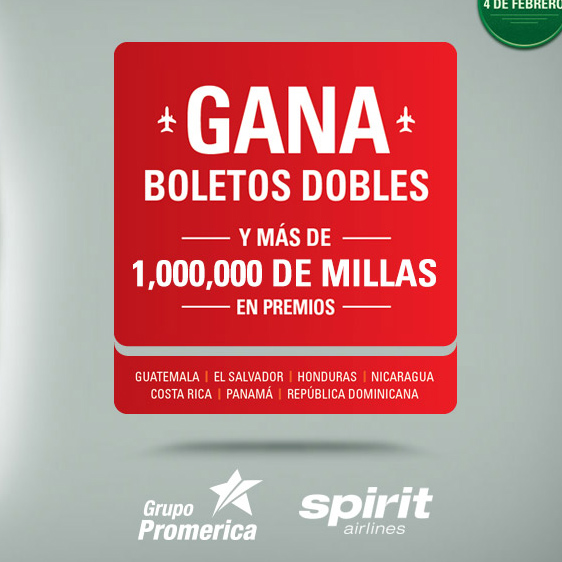 4 DE FEBRERO
GANA
BOLETOS DOBLES
Y MÁS DE
1,000,000 DE MILLAS
EN PREMIOS
GUATEMALA | EL SALVADOR | HONDURAS | NICARAGUA
COSTA RICA | PANAMÁ | REPÚBLICA DOMINICANA
Grupo
Promerica
spirit
airlines